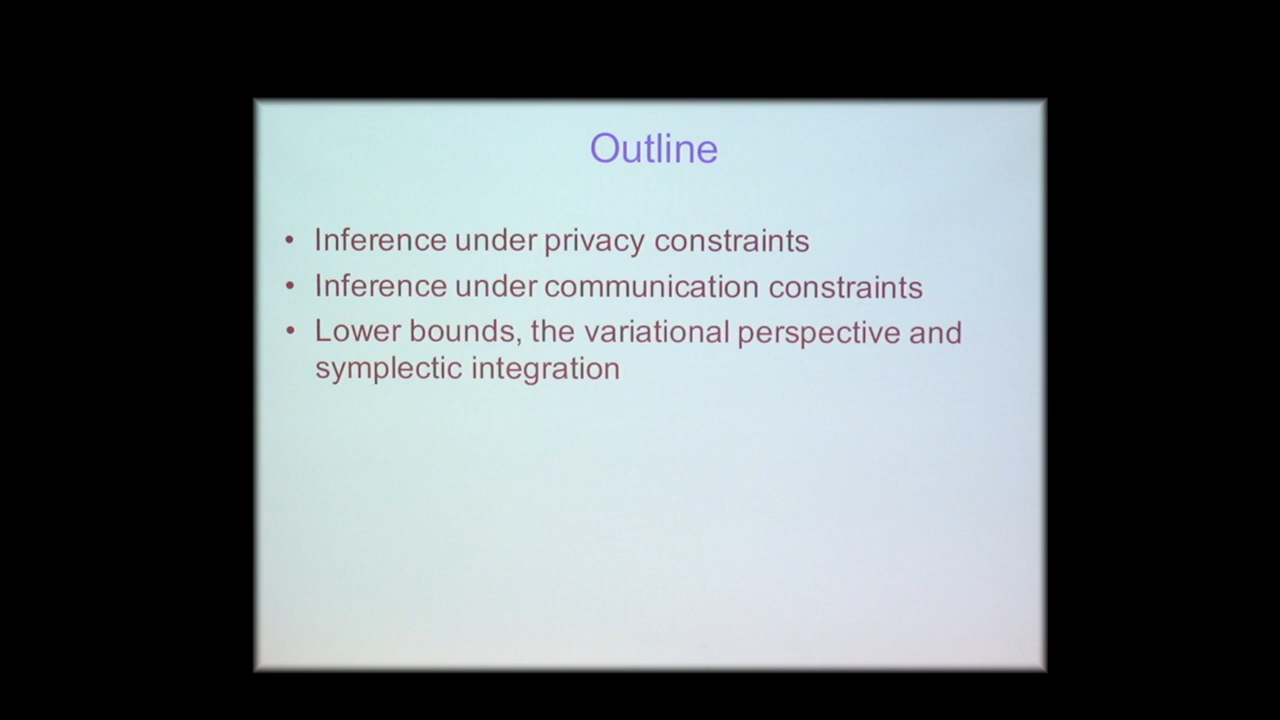 Outline
• Inference under privacy constraints
• Inference under communication constraints
• Lower bounds, the variational perspective and
symplectic integration